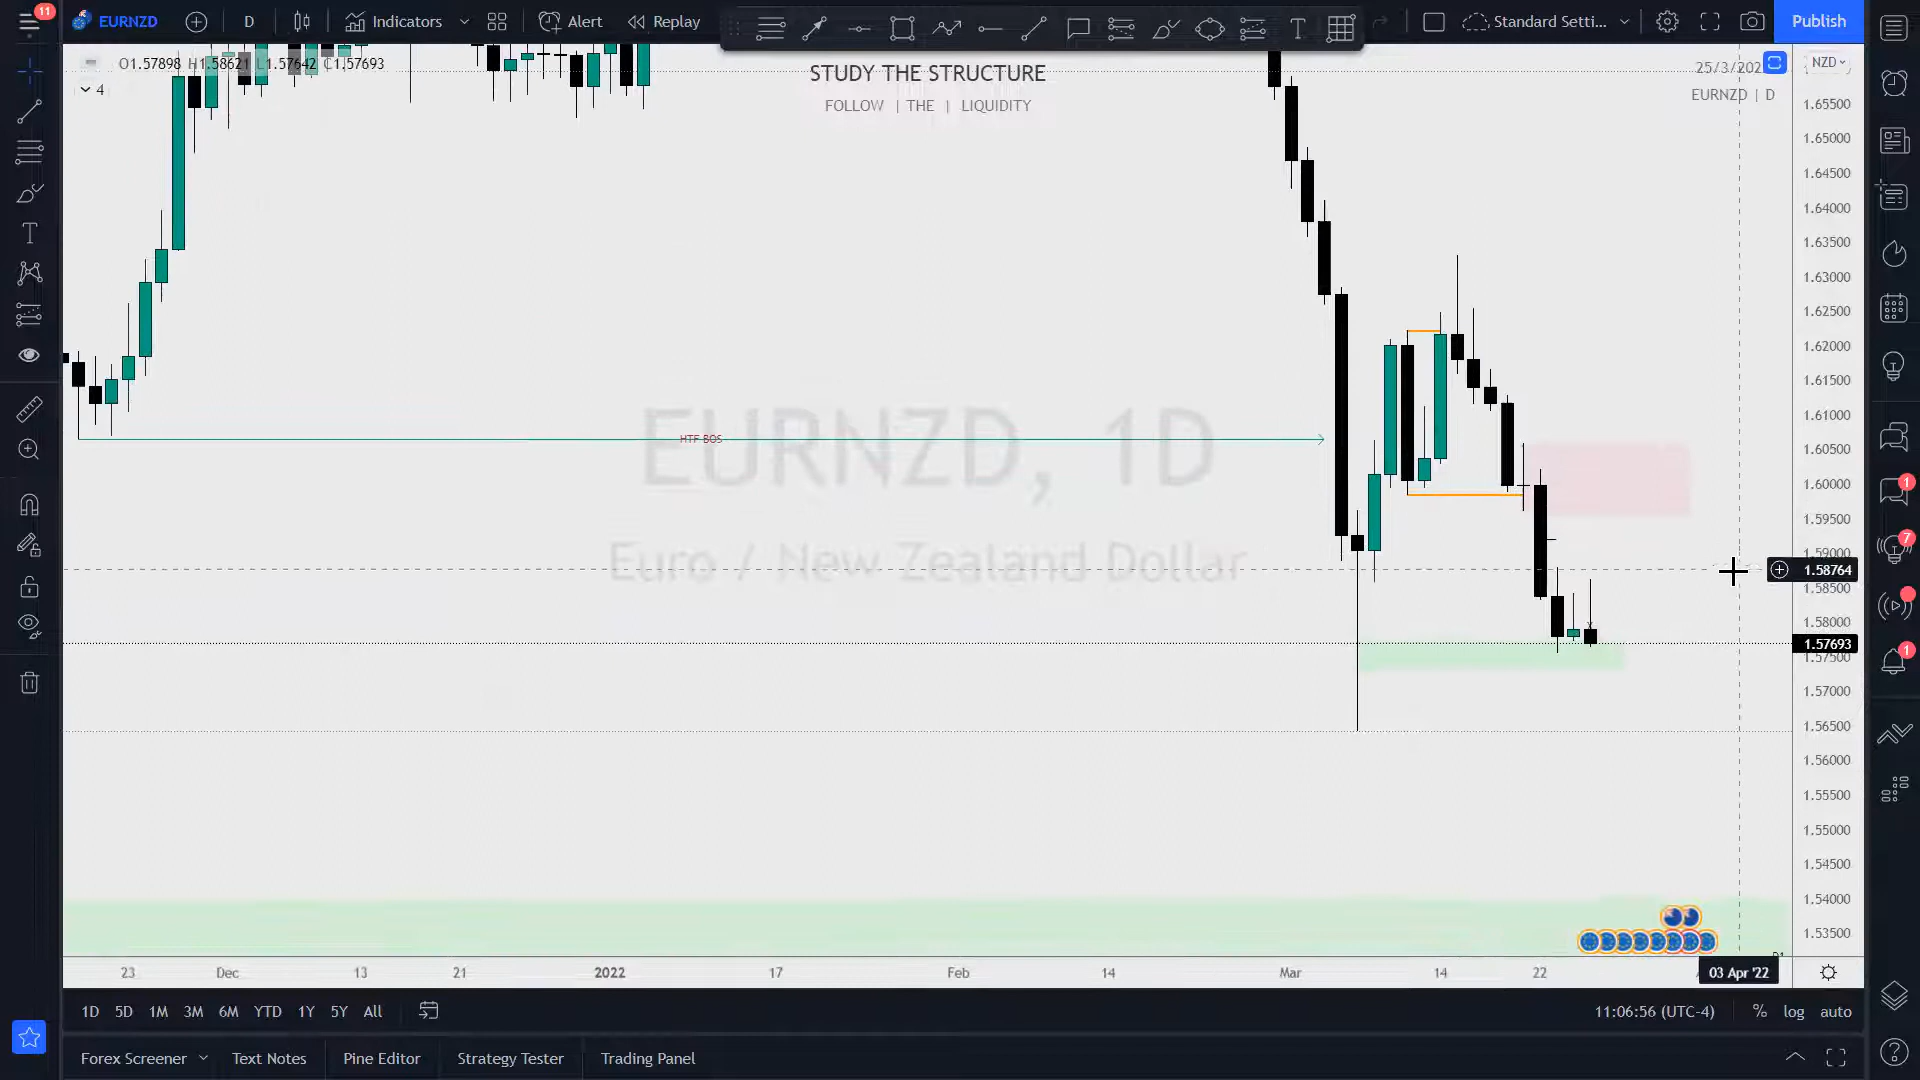 11
EURNZD
D
Indicators
Alert
Replay
Standard Setti...
Publish
O1.57898 H1.58621 L1.57642 C1.57693
4
STUDY THE STRUCTURE
FOLLOW | THE | LIQUIDITY
25/3/202
EURNZD | D
NZD
1.65500
1.65000
1.64500
1.64000
1.63500
1.63000
1.62500
1.62000
1.61500
1.61000
1.60500
1.60000
1.59500
1.59000
1.58764
1.58500
1.58000
1.57693
1.57500
1.57000
1.56500
1.56000
1.55500
1.55000
1.54500
1.54000
1.53500
HTF BOS
EURNZD, 1D
Euro / New Zealand Dollar
1
7
1
23 Dec 13 21 2022 17 Feb 14 Mar 14 22 03 Apr '22
1D 5D 1M 3M 6M YTD 1Y 5Y All
11:06:56 (UTC-4) % log auto
Forex Screener Text Notes Pine Editor Strategy Tester Trading Panel